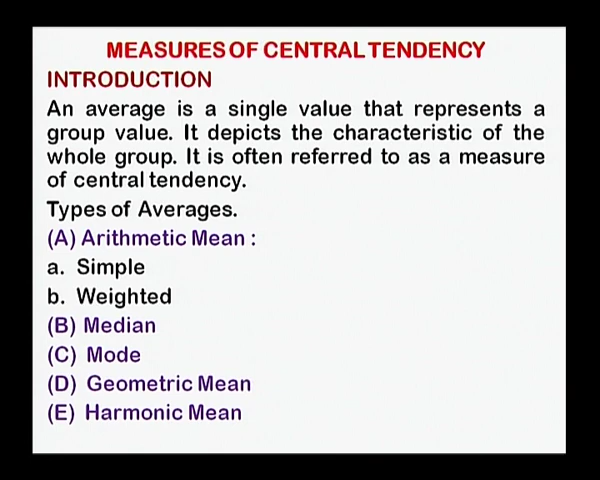 MEASURES OF CENTRAL TENDENCY
INTRODUCTION
An average is a single value that represents a
group value. It depicts the characteristic of the
whole group. It is often referred to as a measure
of central tendency.
Types of Averages.
(A) Arithmetic Mean :
a. Simple
b. Weighted
(B) Median
(C) Mode
(D) Geometric Mean
(E) Harmonic Mean